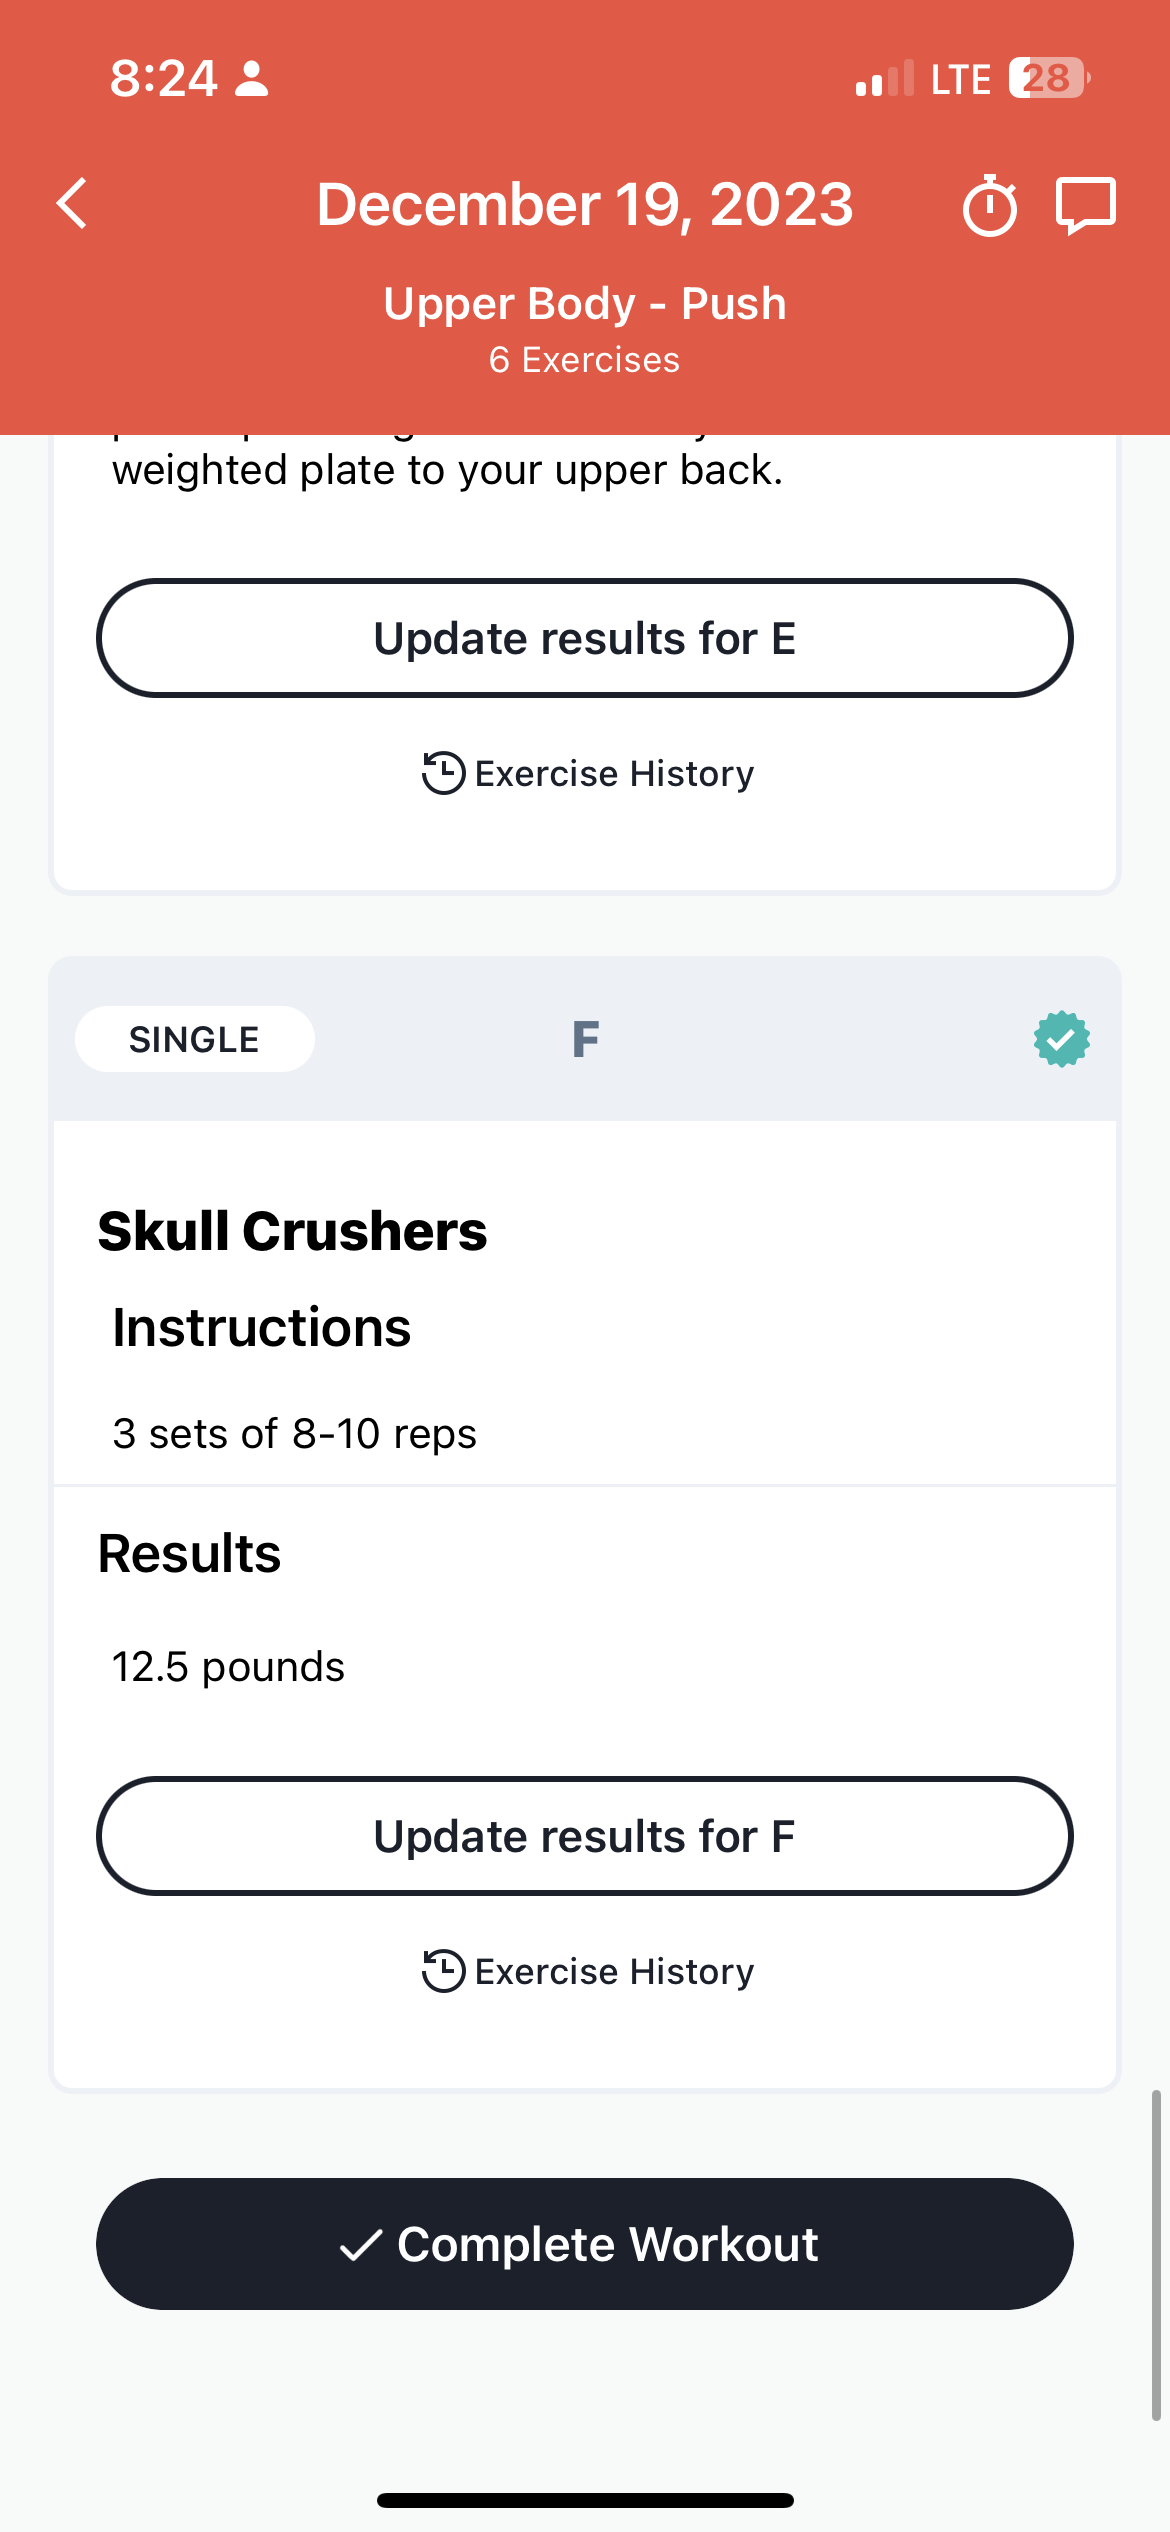 8:24
LTE 28
December 19, 2023
Upper Body - Push
6 Exercises
weighted plate to your upper back.
Update results for E
Exercise History
SINGLE
F
Skull Crushers
Instructions
3 sets of 8-10 reps
Results
12.5 pounds
Update results for F
Exercise History
Complete Workout